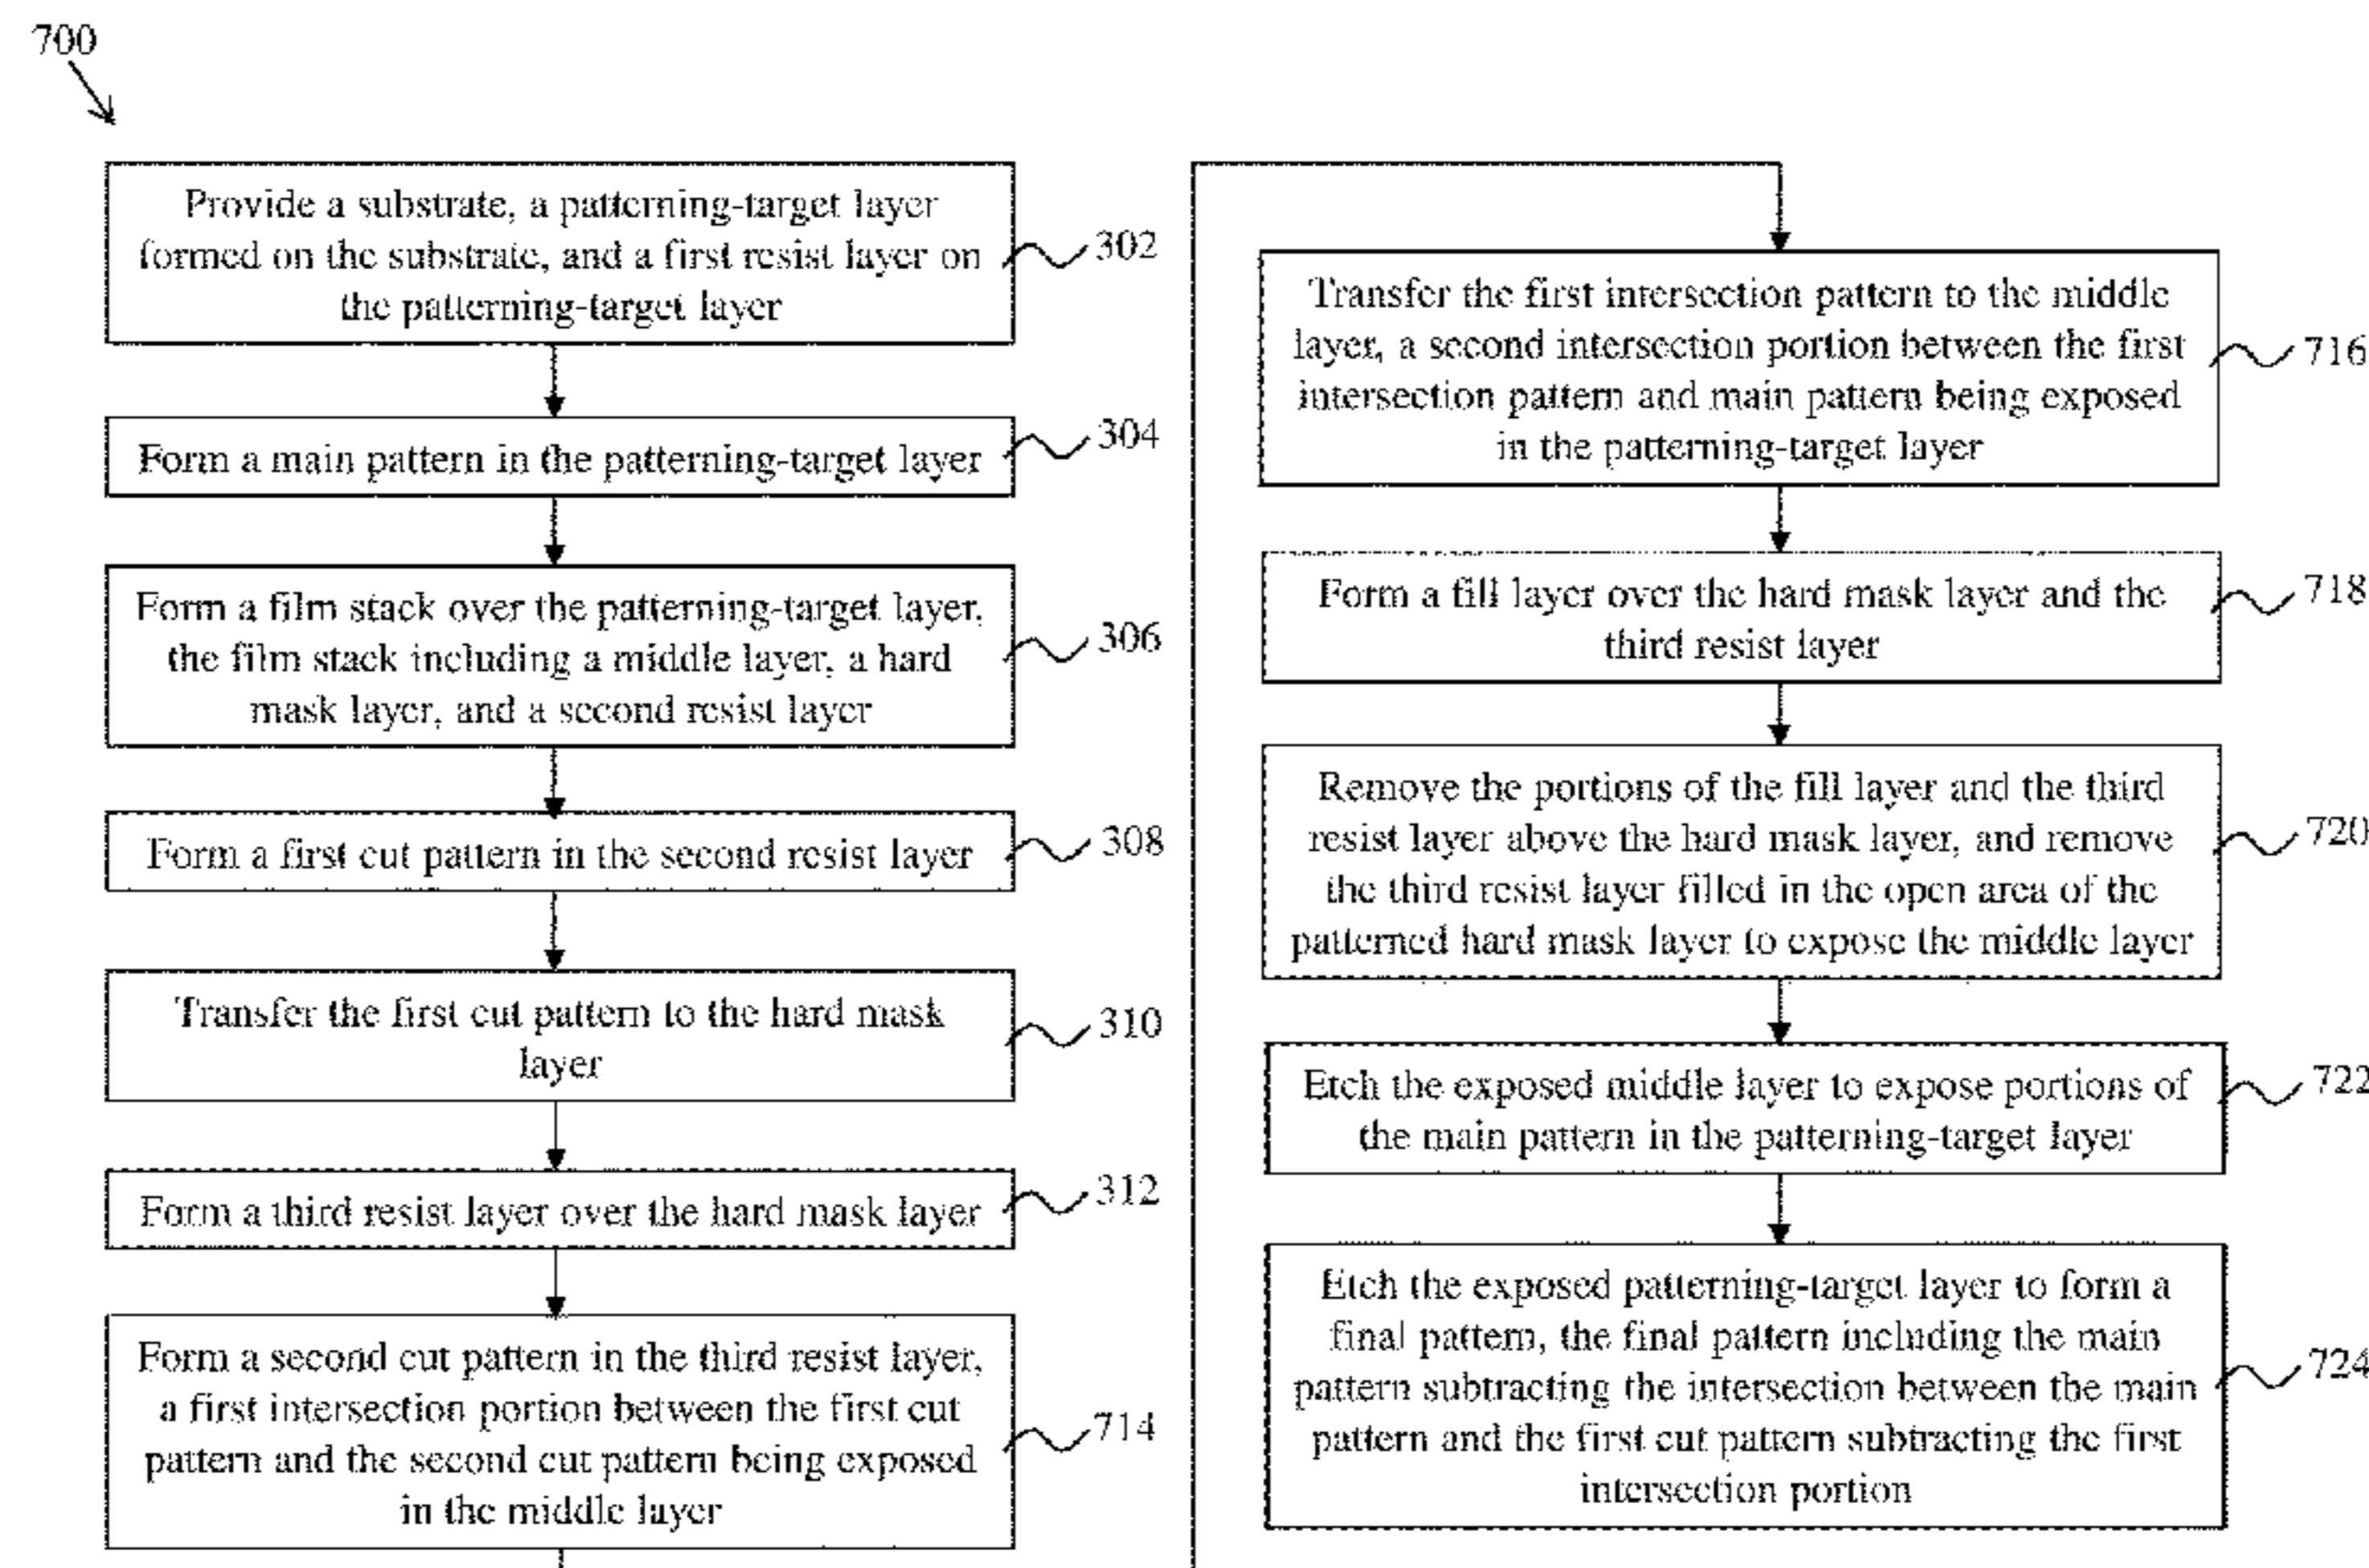 700
Provide a substrate, a patterning-target layer
formed on the substrate, and a first resist layer on
the patterning-target layer
302
Form a main pattern in the patterning-target layer
304
Form a film stack over the patterning-target layer,
the film stack including a middle layer, a hard
mask layer, and a second resist layer
306
Form a first cut pattern in the second resist layer
308
Transfer the first cut pattern to the hard mask
layer
310
Form a third resist layer over the hard mask layer
312
Form a second cut pattern in the third resist layer,
a first intersection portion between the first cut
pattern and the second cut pattern being exposed
in the middle layer
714
Transfer the first intersection pattern to the middle
layer, a second intersection portion between the first
intersection pattern and main pattern being exposed
in the patterning-target layer
716
Form a fill layer over the hard mask layer and the
third resist layer
718
Remove the portions of the fill layer and the third
resist layer above the hard mask layer, and remove
the third resist layer filled in the open area of the
patterned hard mask layer to expose the middle layer
720
Etch the exposed middle layer to expose portions of
the main pattern in the patterning-target layer
722
Etch the exposed patterning-target layer to form a
final pattern, the final pattern including the main
pattern subtracting the intersection between the main
pattern and the first cut pattern subtracting the first
intersection portion
724